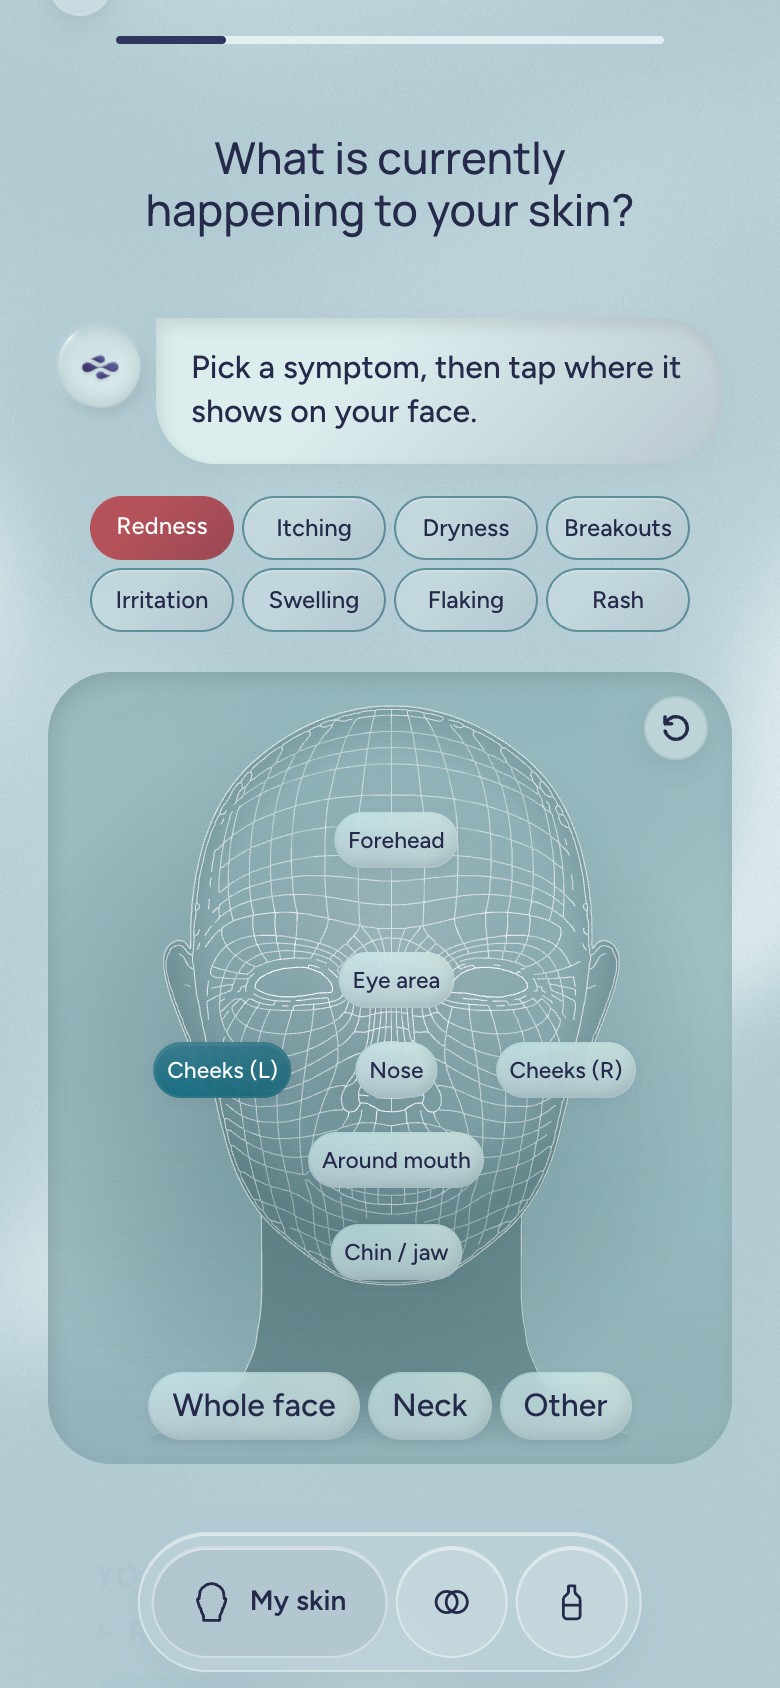 What is currently
happening to your skin?
Pick a symptom, then tap where it
shows on your face.
Redness
Itching
Dryness
Breakouts
Irritation
Swelling
Flaking
Rash
Forehead
Eye area
Cheeks (L)
Nose
Cheeks (R)
Around mouth
Chin / jaw
Whole face
Neck
Other
My skin